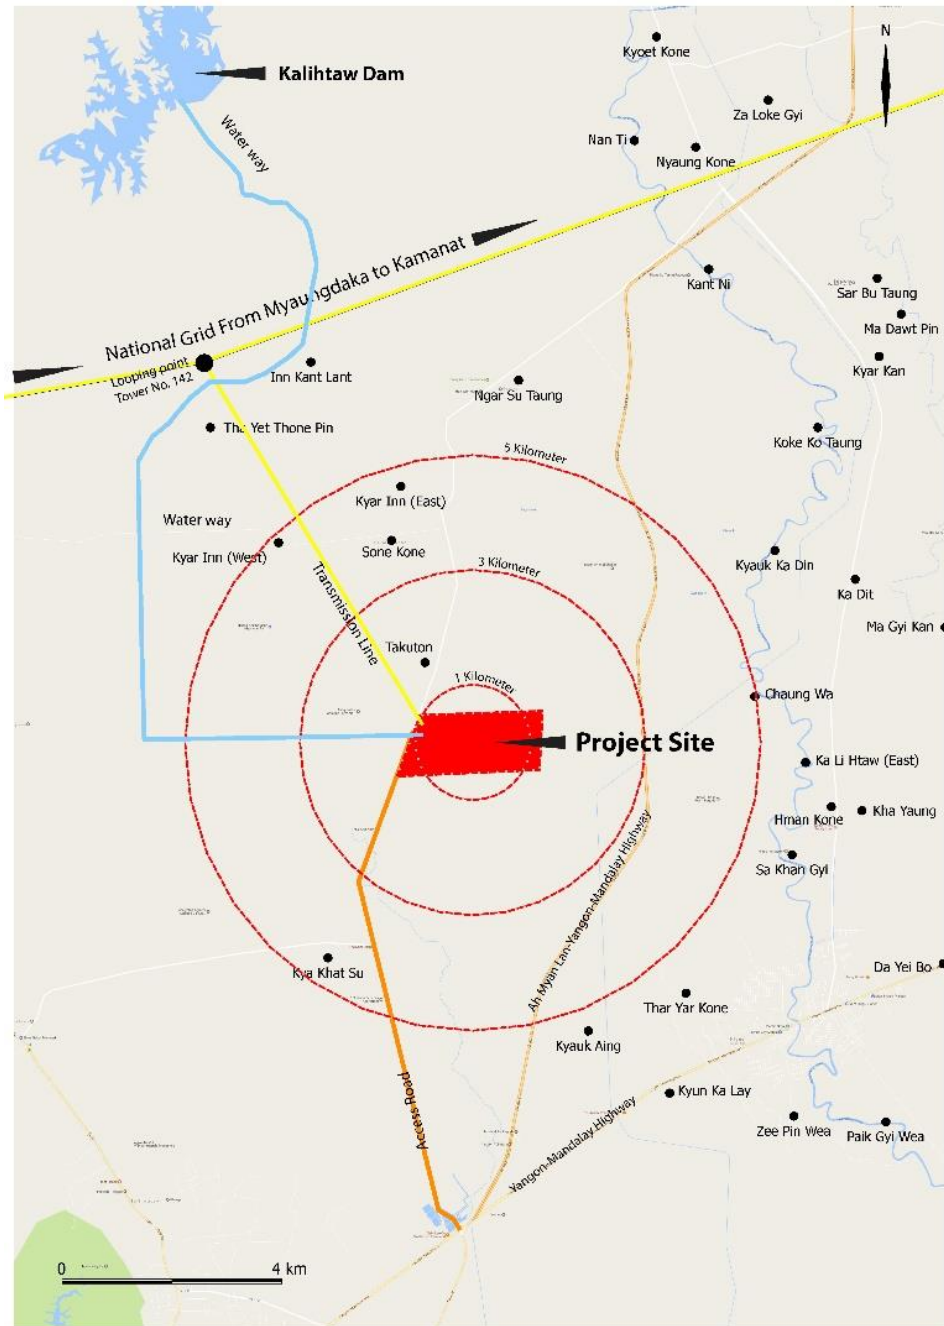 Kyoet Kone
N
Kalihtaw Dam
Za Loke Gyi
Water way
Nan Ti
Nyaung Kone
National Grid From Myaungdaka to Kamanat
Kant Ni
Sar Bu Taung
Ma Dawt Pin
Looping point
Tower No. 142
Inn Kant Lant
Kyar Kan
Ngar Su Taung
Tha Yet Thone Pin
Koke Ko Taung
5 Kilometer
Kyar Inn (East)
Water way
Kyar Inn (West)
Sone Kone
3 Kilometer
Kyauk Ka Din
Ka Dit
Transmission Line
Ma Gyi Kan
Takuton
1 Kilometer
Chaung Wa
Project Site
Ka Li Htaw (East)
Hman Kone
Kha Yaung
Sa Khan Gyi
Ah Myan Lan-Yangon-Mandalay Highway
Kya Khat Su
Da Yei Bo
Thar Yar Kone
Kyauk Aing
Access Road
Kyun Ka Lay
Zee Pin Wea
Paik Gyi Wea
Yangon-Mandalay Highway
0
4 km